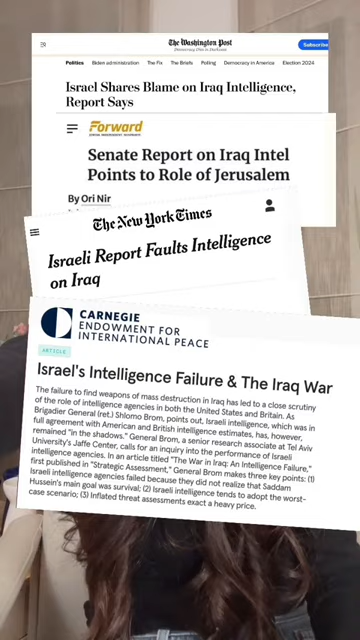 The Washington Post
Democracy Dies in Darkness
Subscribe
Politics Biden administration The Fix The Briefs Polling Democracy in America Election 2024
Israel Shares Blame on Iraq Intelligence,
Report Says
Forward
JEWISH. INDEPENDENT. NONPROFIT.
Senate Report on Iraq Intel
Points to Role of Jerusalem
By Ori Nir
The New York Times
Israeli Report Faults Intelligence
on Iraq
CARNEGIE
ENDOWMENT FOR
INTERNATIONAL PEACE
ARTICLE
Israel's Intelligence Failure & The Iraq War
The failure to find weapons of mass destruction in Iraq has led to a close scrutiny
of the role of intelligence agencies in both the United States and Britain. As
Brigadier General (ret.) Shlomo Brom, points out, Israeli intelligence, which was in
full agreement with American and British intelligence estimates, has, however,
remained "in the shadows." General Brom, a senior research associate at Tel Aviv
University's Jaffe Center, calls for an inquiry into the performance of Israeli
intelligence agencies. In an article titled "The War in Iraq: An Intelligence Failure,"
first published in "Strategic Assessment," General Brom makes three key points: (1)
Israeli intelligence agencies failed because they did not realize that Saddam
Hussein's main goal was survival; (2) Israeli intelligence tends to adopt the worst-
case scenario; (3) Inflated threat assessments exact a heavy price.